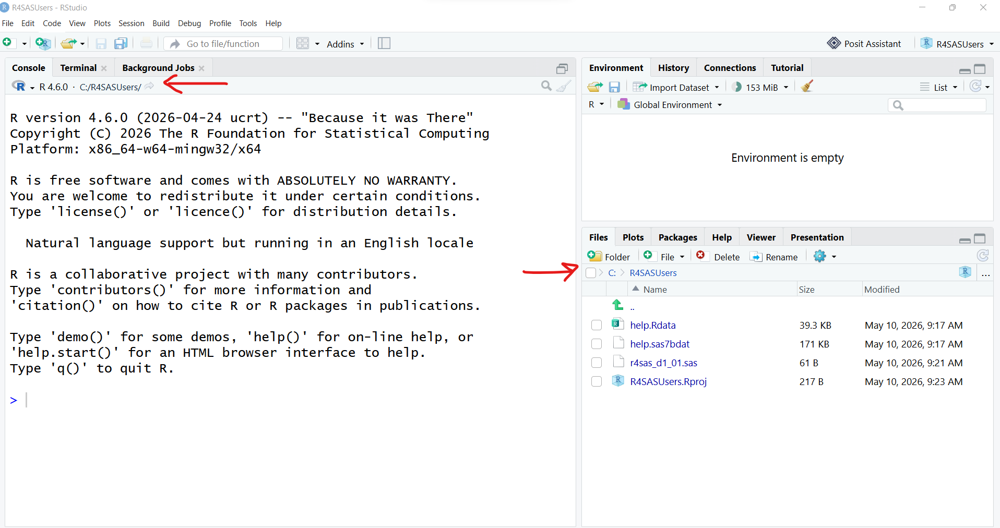 R4SASUsers - RStudio
File Edit Code View Plots Session Build Debug Profile Tools Help
Go to file/function Addins Posit Assistant R4SASUsers
Console Terminal Background Jobs
R 4.6.0 · C:/R4SASUsers/
R version 4.6.0 (2026-04-24 ucrt) -- "Because it was There"
Copyright (C) 2026 The R Foundation for Statistical Computing
Platform: x86_64-w64-mingw32/x64
R is free software and comes with ABSOLUTELY NO WARRANTY.
You are welcome to redistribute it under certain conditions.
Type 'license()' or 'licence()' for distribution details.
Natural language support but running in an English locale
R is a collaborative project with many contributors.
Type 'contributors()' for more information and
'citation()' on how to cite R or R packages in publications.
Type 'demo()' for some demos, 'help()' for on-line help, or
'help.start()' for an HTML browser interface to help.
Type 'q()' to quit R.
>
Environment History Connections Tutorial
Import Dataset 153 MiB List
R Global Environment
Environment is empty
Files Plots Packages Help Viewer Presentation
Folder File Delete Rename
C: R4SASUsers ...
Name Size Modified
..
help.Rdata 39.3 KB May 10, 2026, 9:17 AM
help.sas7bdat 171 KB May 10, 2026, 9:17 AM
r4sas_d1_01.sas 61 B May 10, 2026, 9:21 AM
R4SASUsers.Rproj 217 B May 10, 2026, 9:23 AM